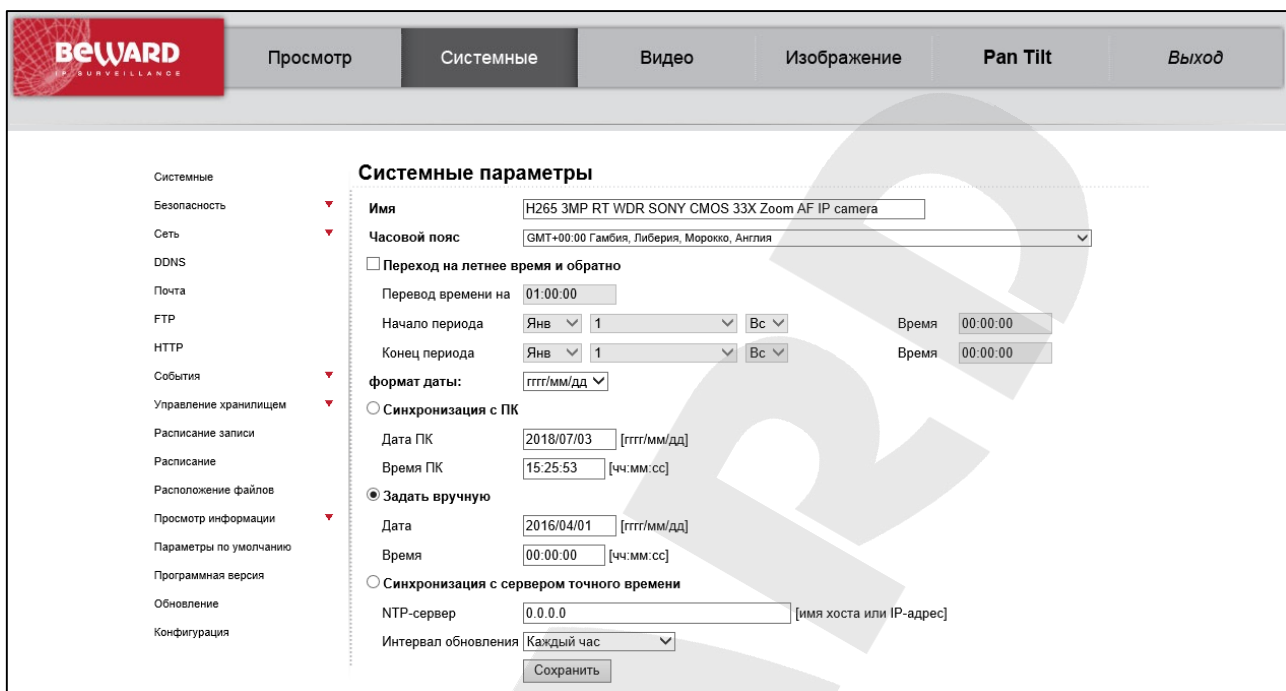 BEWARD
IP SURVEILLANCE
Просмотр
Системные
Видео
Изображение
Pan Tilt
Выход
Системные
Безопасность
Сеть
DDNS
Почта
FTP
HTTP
События
Управление хранилищем
Расписание записи
Расписание
Расположение файлов
Просмотр информации
Параметры по умолчанию
Программная версия
Обновление
Конфигурация
Системные параметры
Имя H265 3MP RT WDR SONY CMOS 33X Zoom AF IP camera
Часовой пояс GMT+00:00 Гамбия, Либерия, Морокко, Англия
Переход на летнее время и обратно
Перевод времени на 01:00:00
Начало периода Янв 1 Вс Время 00:00:00
Конец периода Янв 1 Вс Время 00:00:00
формат даты: гггг/мм/дд
Синхронизация с ПК
Дата ПК 2018/07/03 [гггг/мм/дд]
Время ПК 15:25:53 [чч:мм:сс]
Задать вручную
Дата 2016/04/01 [гггг/мм/дд]
Время 00:00:00 [чч:мм:сс]
Синхронизация с сервером точного времени
NTP-сервер 0.0.0.0 [имя хоста или IP-адрес]
Интервал обновления Каждый час
Сохранить